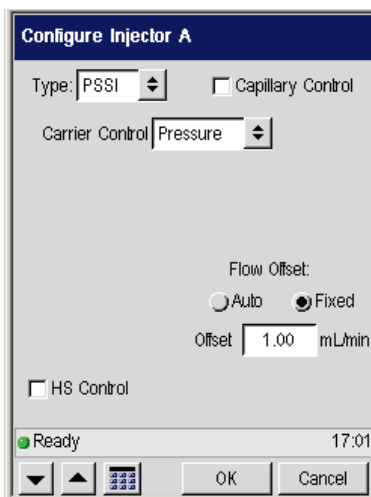 Configure Injector A
Type: PSSI Capillary Control
Carrier Control Pressure
Flow Offset:
Auto Fixed
Offset 1.00 mL/min
HS Control
Ready 17:01
OK Cancel